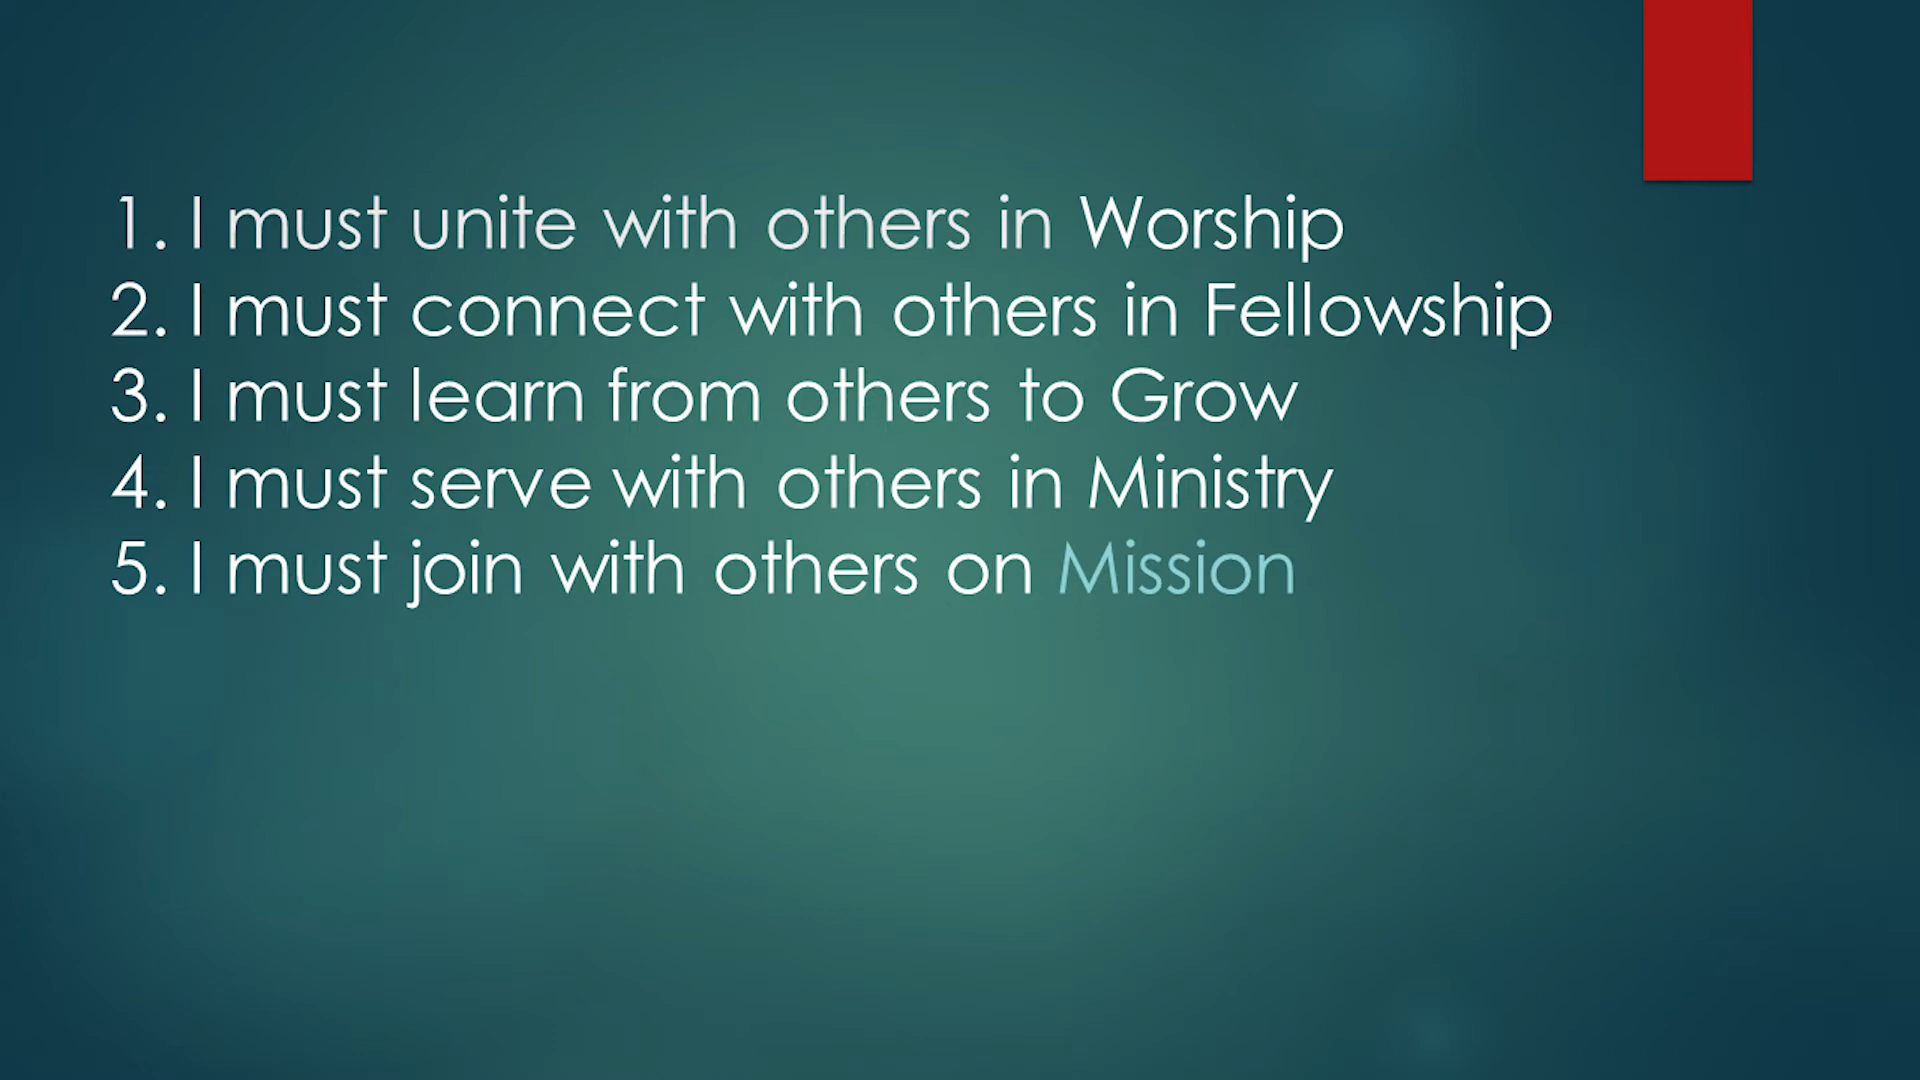 1. I must unite with others in Worship
2. I must connect with others in Fellowship
3. I must learn from others to Grow
4. I must serve with others in Ministry
5. I must join with others on Mission